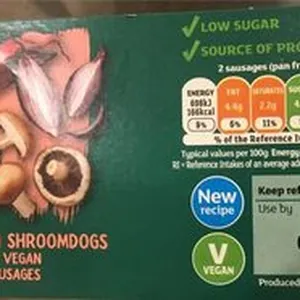 LOW SUGAR
SOURCE OF PRO
2 sausages (pan fr
ENERGY
FAT
SATURATES
SU
698kJ
166kcal
4.4g
2.2g
8%
6%
11%
% of the Reference I
Typical values per 100g: Energy
RI = Reference Intakes of an average ad
New
recipe
Keep ref
Use by
V
VEGAN
SHROOMDOGS
VEGAN
USAGES
Produced